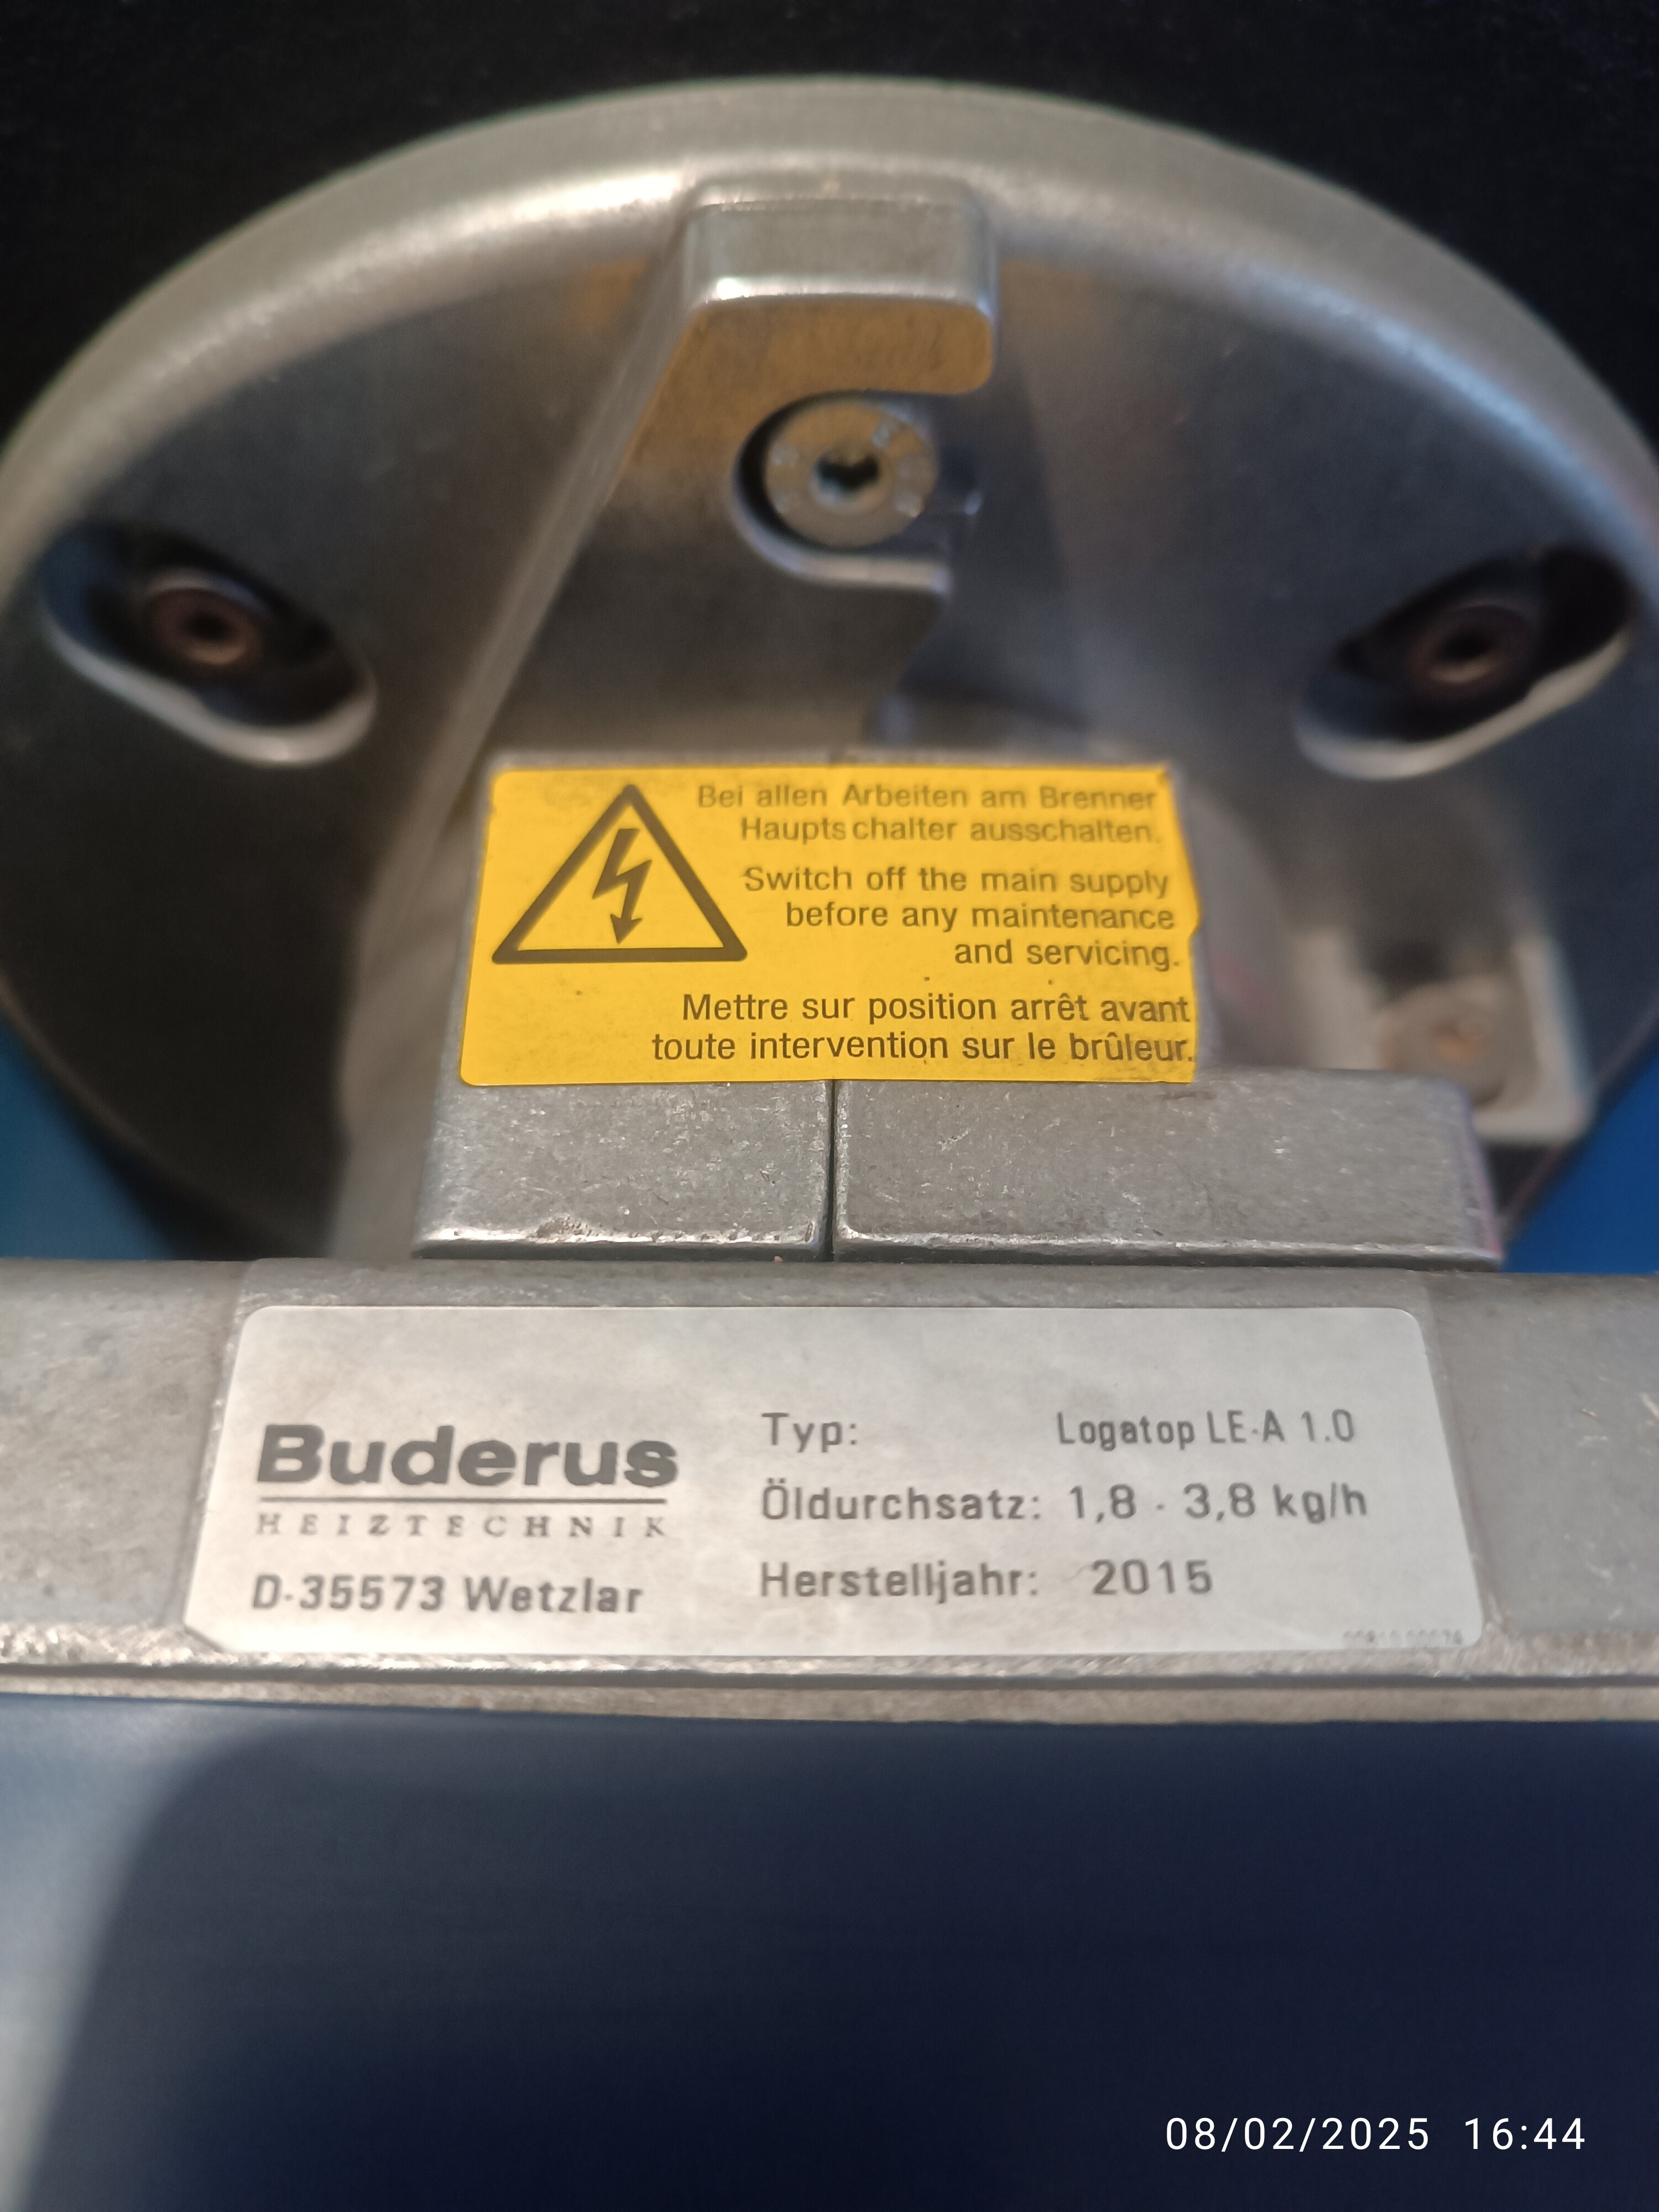 Bei allen Arbeiten am Brenner
Hauptschalter ausschalten.
Switch off the main supply
before any maintenance
and servicing.
Mettre sur position arrêt avant
toute intervention sur le brûleur.
Buderus
HEIZTECHNIK
D-35573 Wetzlar
Typ: Logatop LE-A 1.0
Öldurchsatz: 1,8 - 3,8 kg/h
Herstelljahr: 2015
08/02/2025 16:44